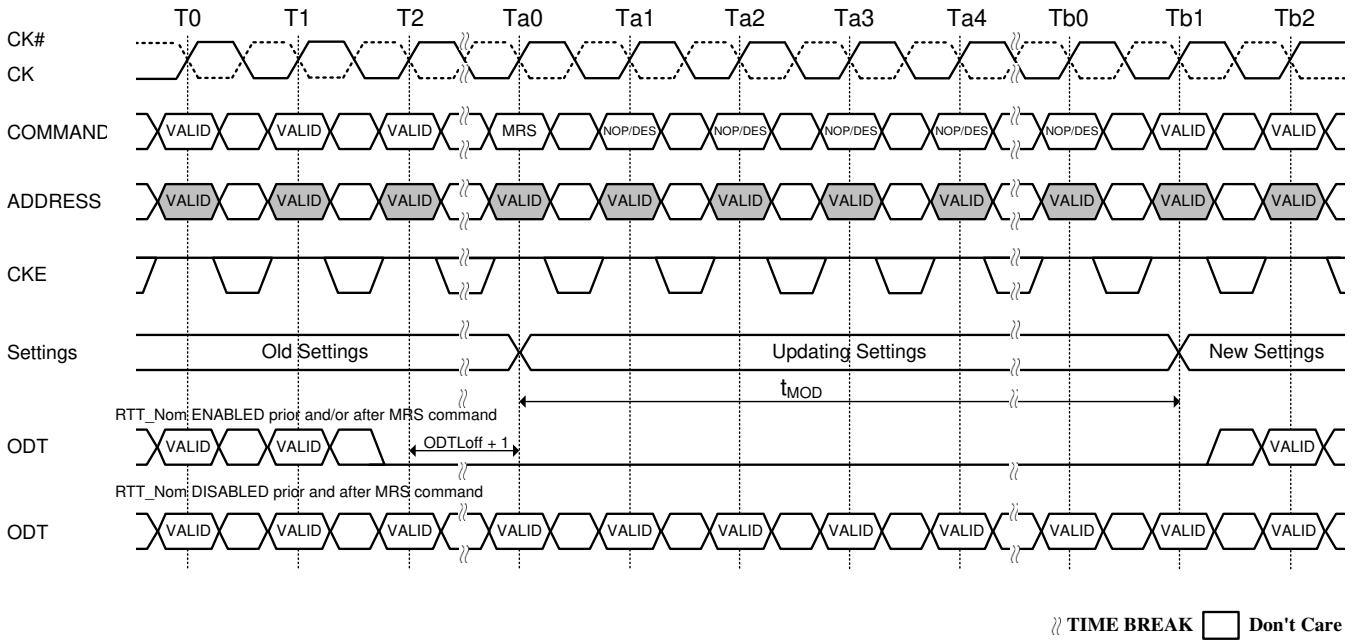 T0 T1 T2 Ta0 Ta1 Ta2 Ta3 Ta4 Tb0 Tb1 Tb2
CK#
CK
COMMAND VALID VALID VALID MRS NOP/DES NOP/DES NOP/DES NOP/DES NOP/DES VALID VALID
ADDRESS VALID VALID VALID VALID VALID VALID VALID VALID VALID VALID VALID
CKE
Settings Old Settings Updating Settings New Settings
tMOD
RTT_Nom ENABLED prior and/or after MRS command
ODT VALID VALID ODTLoff + 1 VALID
RTT_Nom DISABLED prior and after MRS command
ODT VALID VALID VALID VALID VALID VALID VALID VALID VALID VALID VALID
TIME BREAK Don't Care